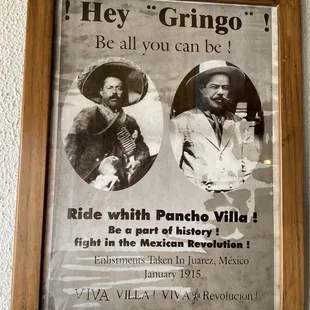 ! Hey ¨Gringo¨ !
Be all you can be !
Ride whith Pancho Villa !
Be a part of history !
fight in the Mexican Revolution !
Enlistments Taken In Juarez, México
January 1915
VIVA VILLA! VIVA Revolucion!